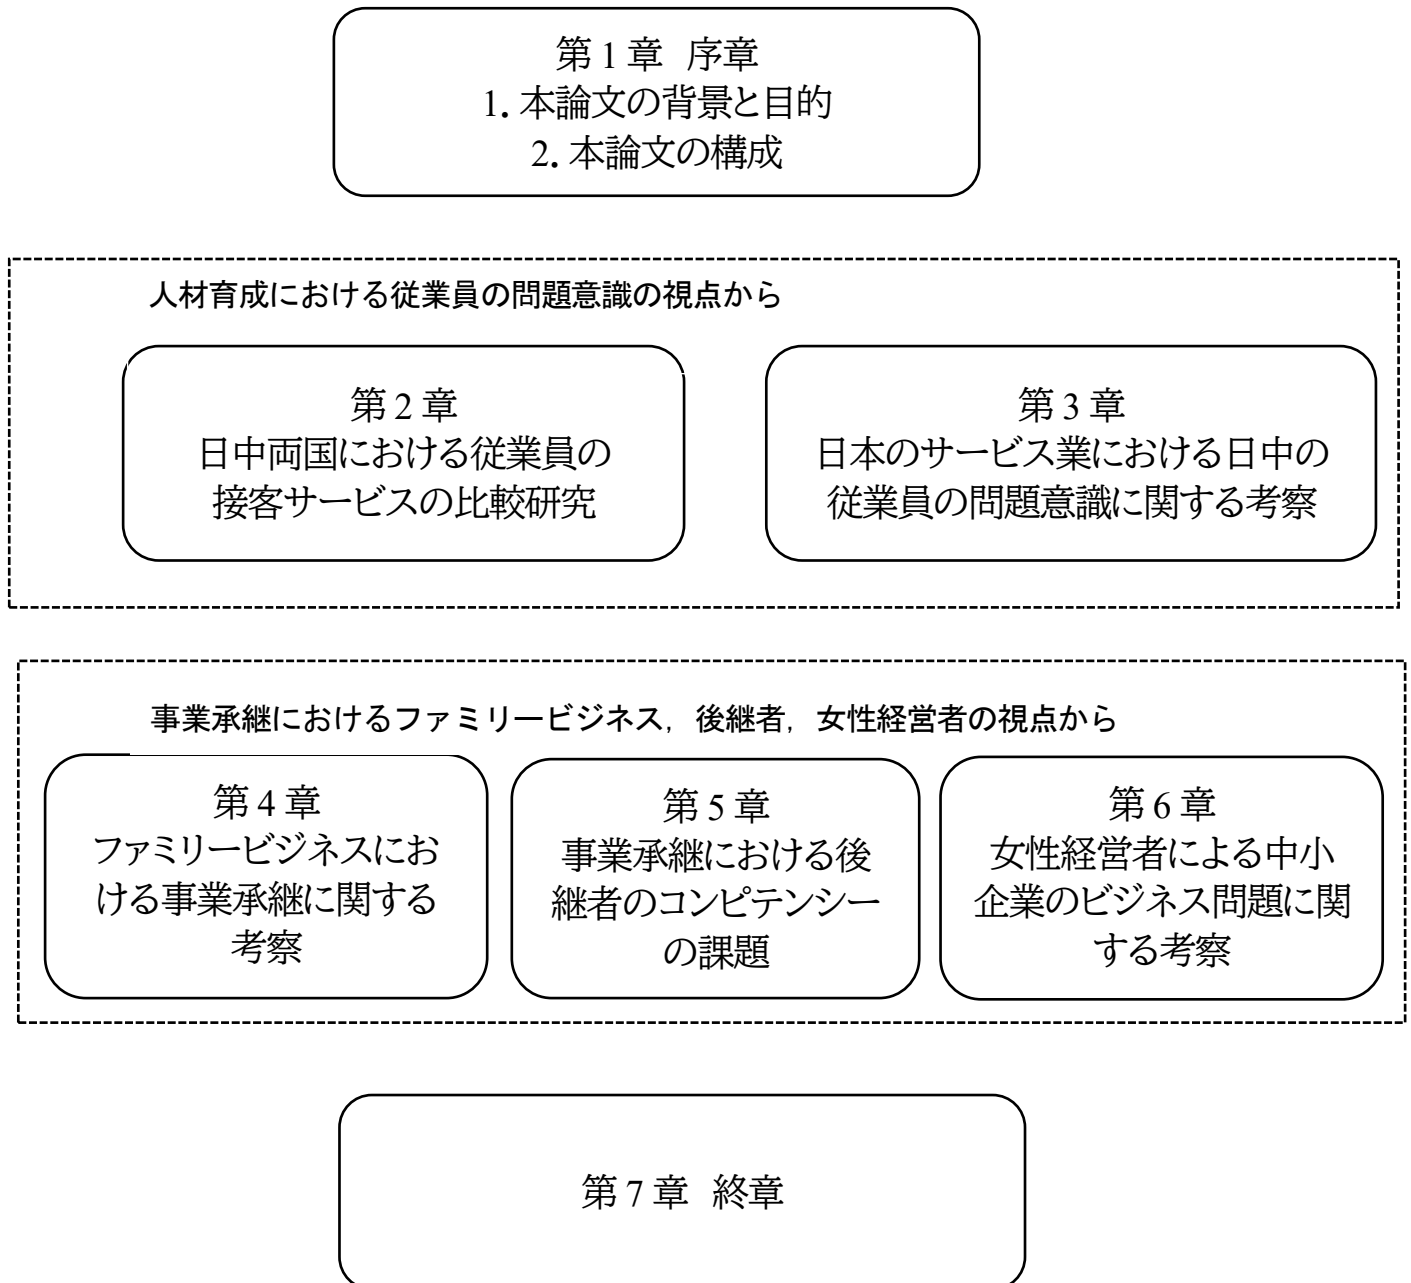 第1章 序章
1. 本論文の背景と目的
2. 本論文の構成
人材育成における従業員の問題意識の視点から
第2章
日中両国における従業員の
接客サービスの比較研究
第3章
日本のサービス業における日中の
従業員の問題意識に関する考察
事業承継におけるファミリービジネス，後継者，女性経営者の視点から
第4章
ファミリービジネスにお
ける事業承継に関する
考察
第5章
事業承継における後
継者のコンピテンシー
の課題
第6章
女性経営者による中小
企業のビジネス問題に関
する考察
第7章 終章